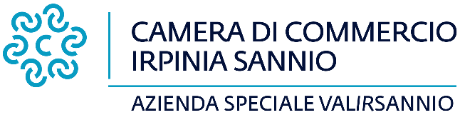 CAMERA DI COMMERCIO
IRPINIA SANNIO
AZIENDA SPECIALE VALIRSANNIO